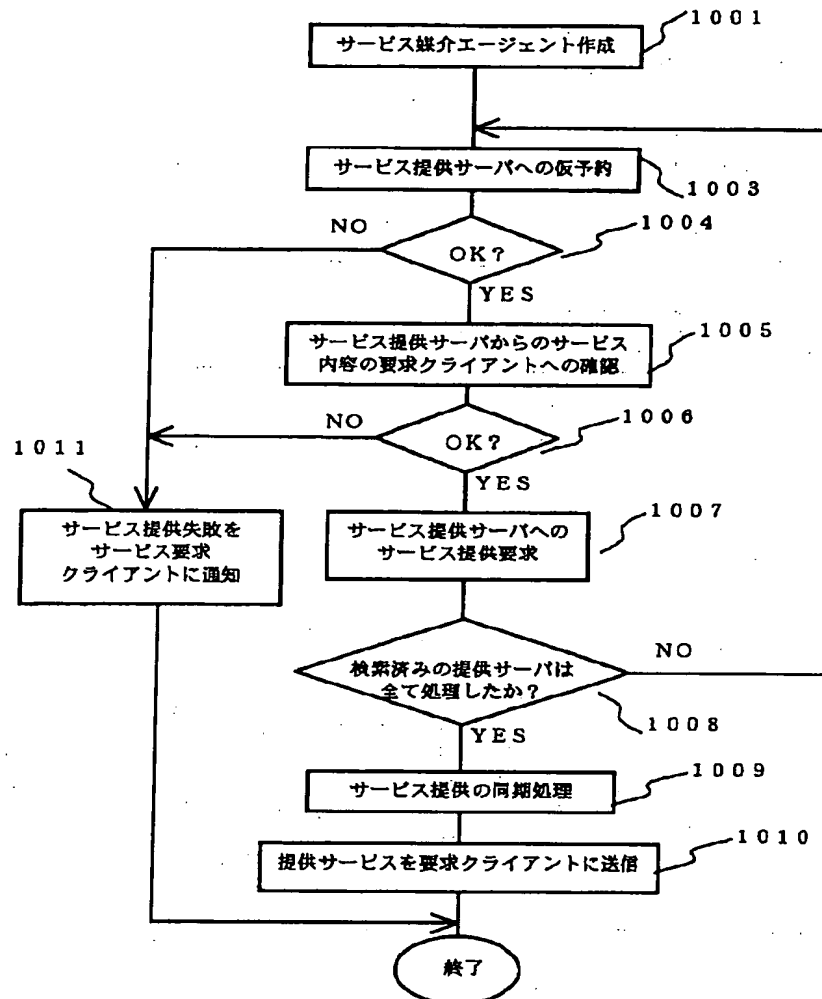 1001
サービス媒介エージェント作成
サービス提供サーバへの仮予約
1003
NO
1004
OK?
YES
サービス提供サーバからのサービス
内容の要求クライアントへの確認
1005
NO
1006
OK?
YES
1011
サービス提供失敗を
サービス要求
クライアントに通知
サービス提供サーバへの
サービス提供要求
1007
NO
検索済みの提供サーバは
全て処理したか?
1008
YES
サービス提供の同期処理
1009
提供サービスを要求クライアントに送信
1010
終了